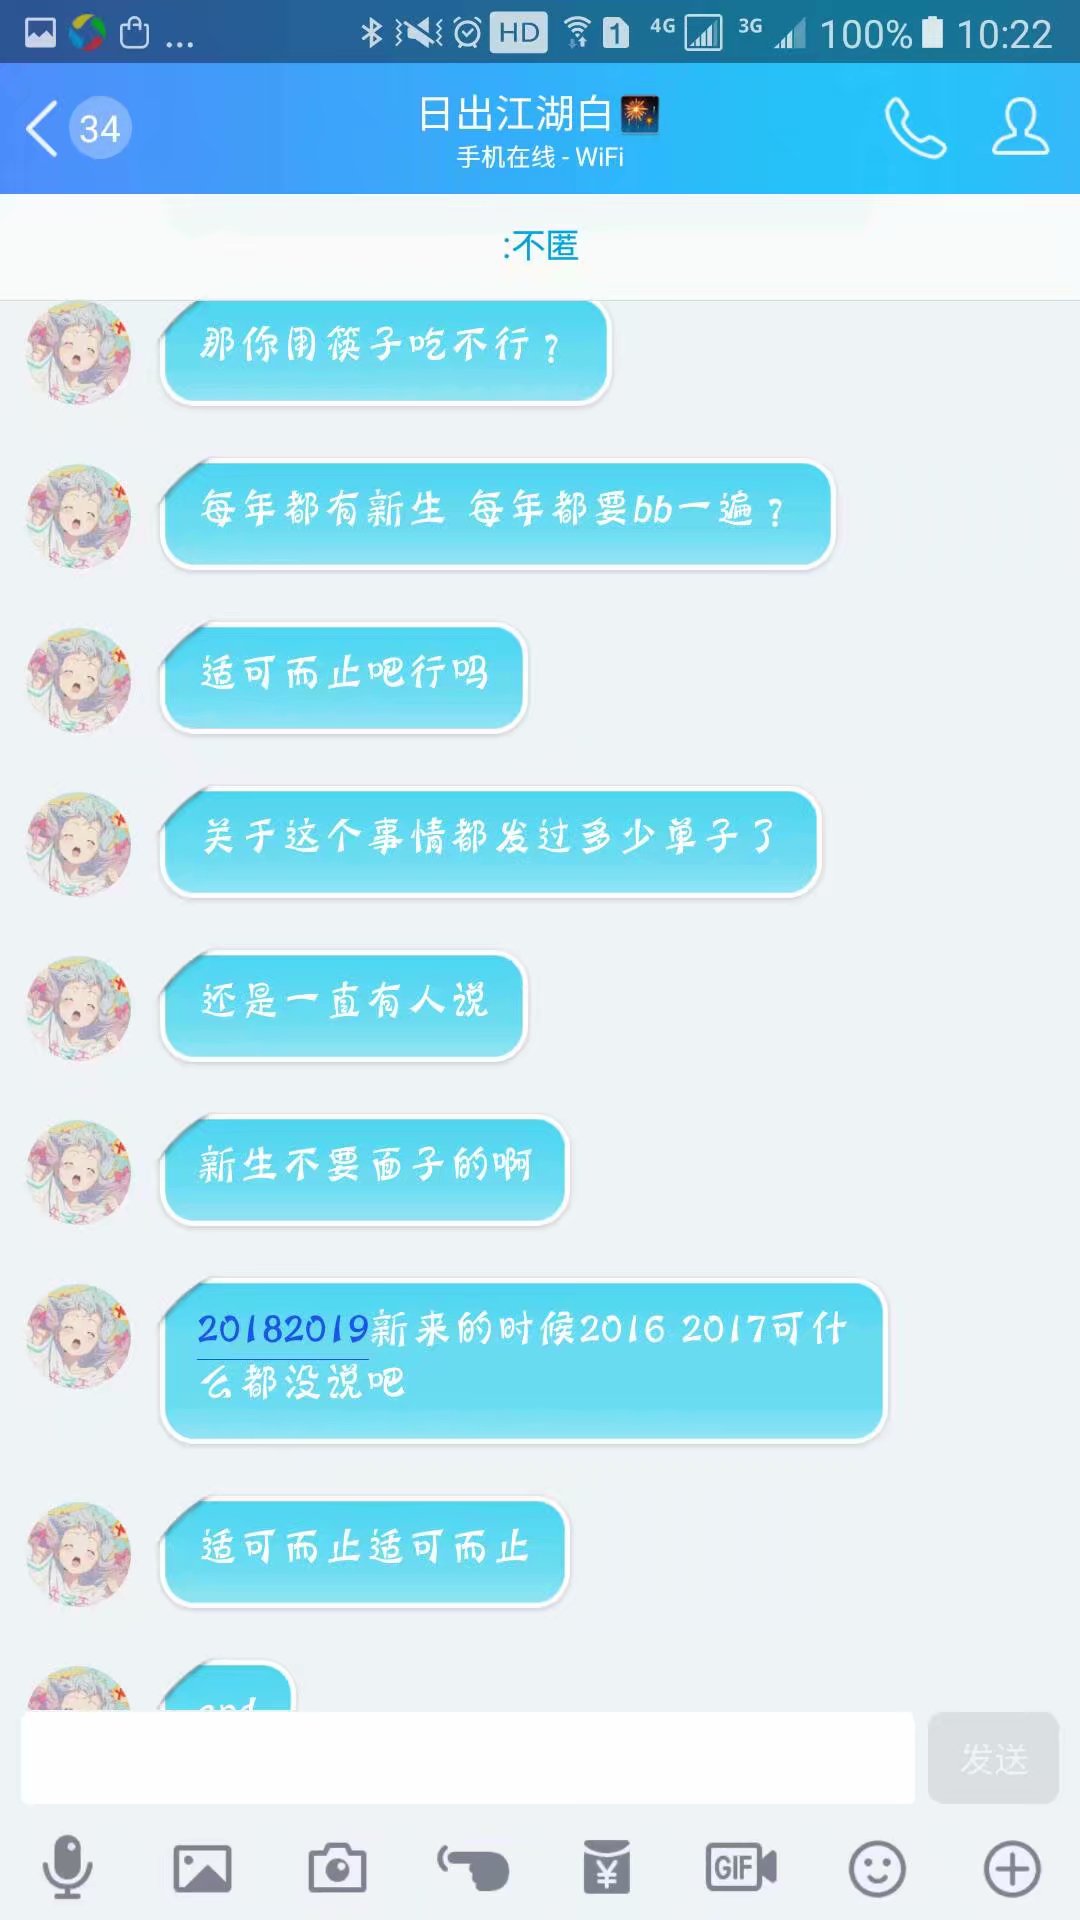 ... HD 1 4G 3G 100% 10:22
34
日出江湖白
手机在线 - WiFi
:不匿
那你用筷子吃不行？
每年都有新生 每年都要bb一遍？
适可而止吧行吗
关于这个事情都发过多少单子了
还是一直有人说
新生不要面子的啊
20182019新来的时候2016 2017可什
么都没说吧
适可而止适可而止
发送
GIF